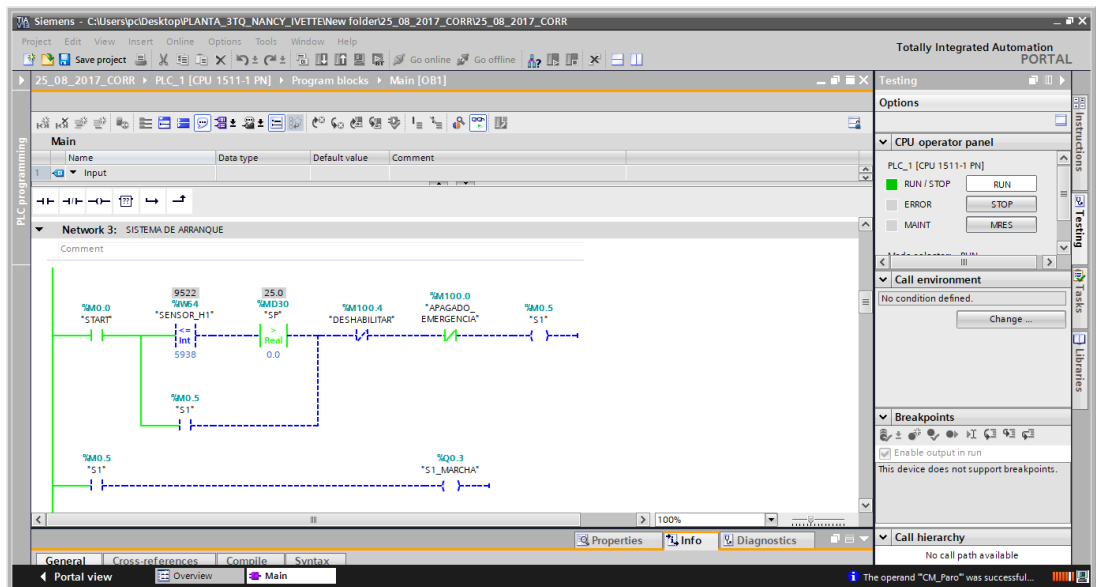 Siemens - C:\Users\pc\Desktop\PLANTA_3TQ_NANCY_IVETTE\New folder\25_08_2017_CORR\25_08_2017_CORR
Project Edit View Insert Online Options Tools Window Help
Totally Integrated Automation
PORTAL
Save project Go online Go offline
25_08_2017_CORR PLC_1 [CPU 1511-1 PN] Program blocks Main [OB1]
Testing
Options
Main
Name Data type Default value Comment
1 Input
PLC programming
CPU operator panel
PLC_1 [CPU 1511-1 PN]
RUN / STOP RUN
ERROR STOP
MAINT MRES
Instructions
Testing
Tasks
Libraries
Network 3: SISTEMA DE ARRANQUE
Comment
9522 25.0
%M0.0 %IW64 %MD30 %M100.4 %M100.0 %M0.5
"START" "SENSOR_H1" "SP" "DESHABILITAR" "APAGADO_
EMERGENCIA" "S1"
<= >
Int Real
5938 0.0
%M0.5
"S1"
%M0.5 %Q0.3
"S1" "S1_MARCHA"
Call environment
No condition defined.
Change ...
Breakpoints
Enable output in run
This device does not support breakpoints.
100%
Properties Info Diagnostics
Call hierarchy
No call path available
General Cross-references Compile Syntax
Portal view Overview Main
The operand "CM_Paro" was successful...